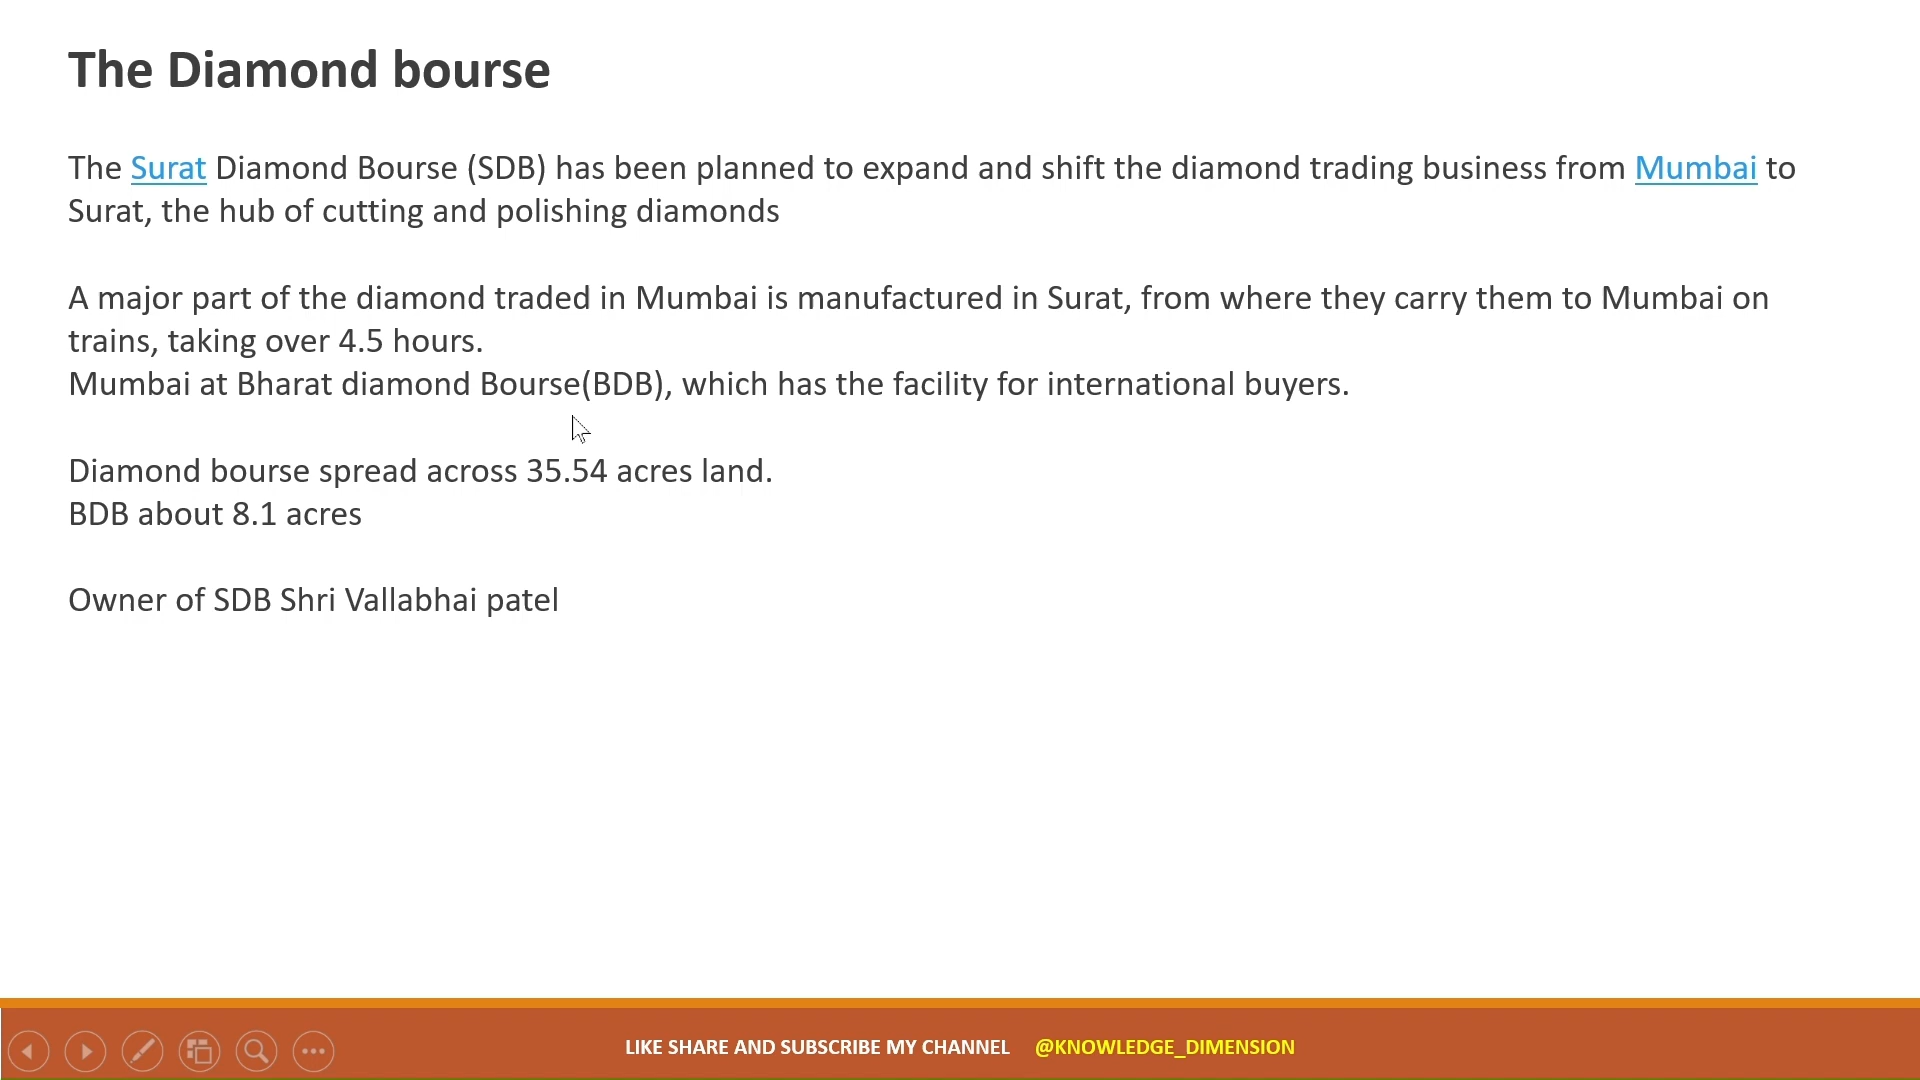 The Diamond bourse
The Surat Diamond Bourse (SDB) has been planned to expand and shift the diamond trading business from Mumbai to
Surat, the hub of cutting and polishing diamonds
A major part of the diamond traded in Mumbai is manufactured in Surat, from where they carry them to Mumbai on
trains, taking over 4.5 hours.
Mumbai at Bharat diamond Bourse(BDB), which has the facility for international buyers.
Diamond bourse spread across 35.54 acres land.
BDB about 8.1 acres
Owner of SDB Shri Vallabhai patel
LIKE SHARE AND SUBSCRIBE MY CHANNEL @KNOWLEDGE_DIMENSION